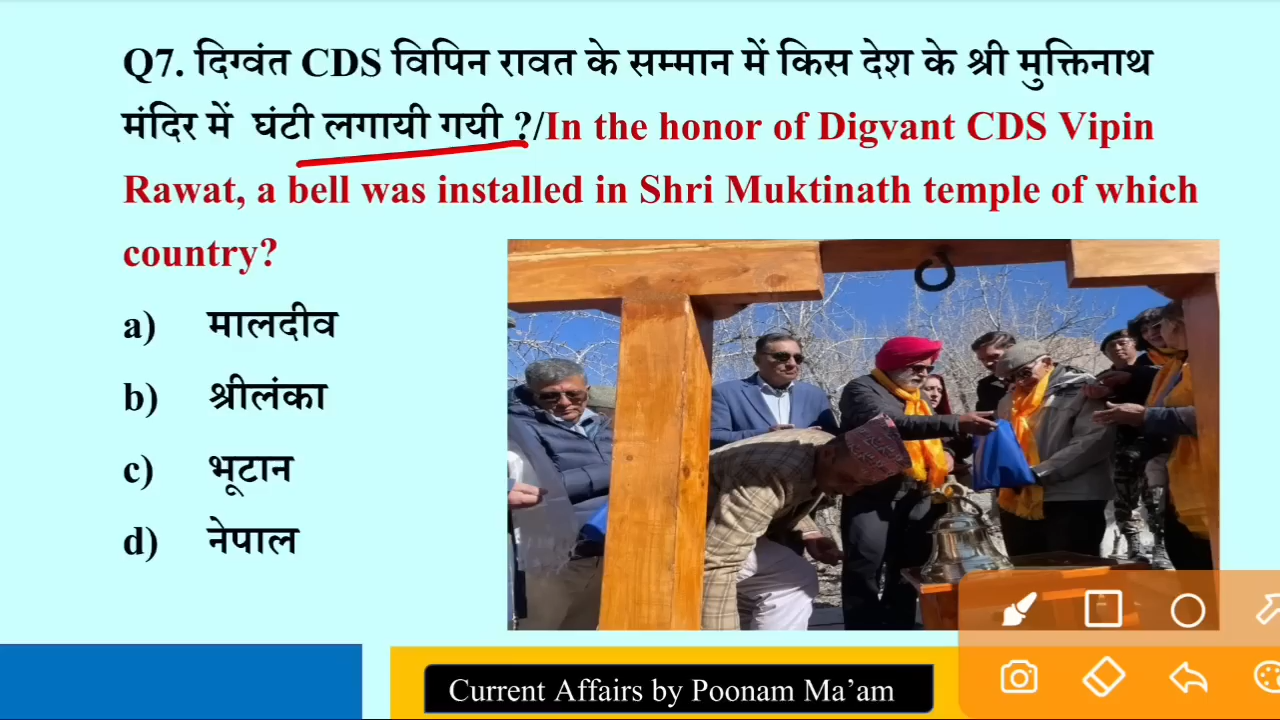 Q7. दिग्वंत CDS विपिन रावत के सम्मान में किस देश के श्री मुक्तिनाथ
मंदिर में घंटी लगायी गयी ?/In the honor of Digvant CDS Vipin
Rawat, a bell was installed in Shri Muktinath temple of which
country?
a) मालदीव
b) श्रीलंका
c) भूटान
d) नेपाल
Current Affairs by Poonam Ma’am